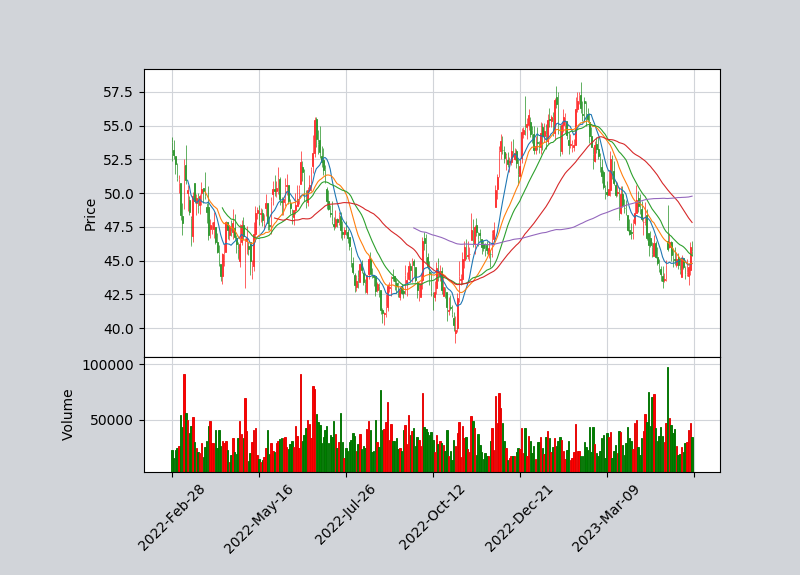 57.5
55.0
52.5
50.0
47.5
45.0
42.5
40.0
Price
100000
50000
Volume
2022-Feb-28
2022-May-16
2022-Jul-26
2022-Oct-12
2022-Dec-21
2023-Mar-09